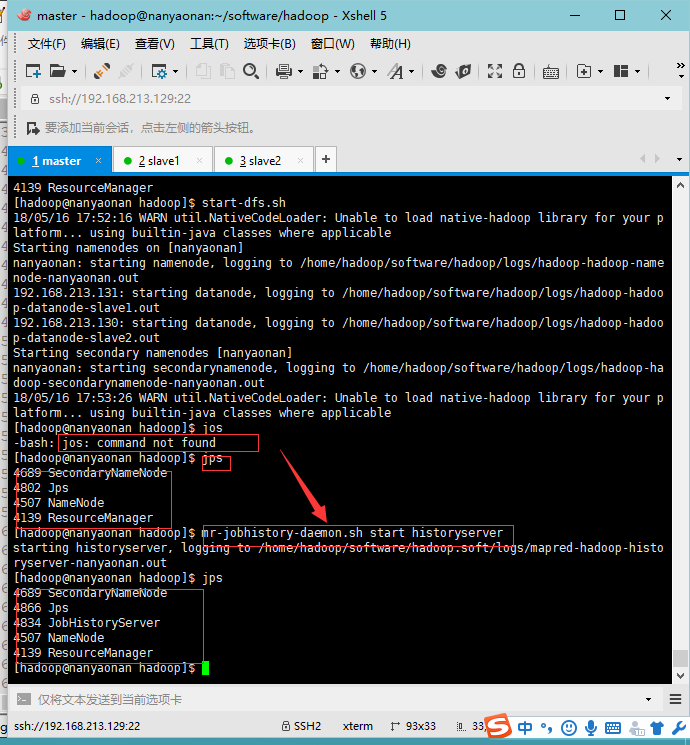 master - hadoop@nanyaonan:~/software/hadoop - Xshell 5
文件(F) 编辑(E) 查看(V) 工具(T) 选项卡(B) 窗口(W) 帮助(H)
ssh://192.168.213.129:22
要添加当前会话，点击左侧的箭头按钮。
1 master 2 slave1 3 slave2
4139 ResourceManager
[hadoop@nanyaonan hadoop]$ start-dfs.sh
18/05/16 17:52:16 WARN util.NativeCodeLoader: Unable to load native-hadoop library for your p
latform... using builtin-java classes where applicable
Starting namenodes on [nanyaonan]
nanyaonan: starting namenode, logging to /home/hadoop/software/hadoop/logs/hadoop-hadoop-name
node-nanyaonan.out
192.168.213.131: starting datanode, logging to /home/hadoop/software/hadoop/logs/hadoop-hadoo
p-datanode-slave1.out
192.168.213.130: starting datanode, logging to /home/hadoop/software/hadoop/logs/hadoop-hadoo
p-datanode-slave2.out
Starting secondary namenodes [nanyaonan]
nanyaonan: starting secondarynamenode, logging to /home/hadoop/software/hadoop/logs/hadoop-ha
doop-secondarynamenode-nanyaonan.out
18/05/16 17:53:26 WARN util.NativeCodeLoader: Unable to load native-hadoop library for your p
latform... using builtin-java classes where applicable
[hadoop@nanyaonan hadoop]$ jos
-bash: jos: command not found
[hadoop@nanyaonan hadoop]$ jps
4689 SecondaryNameNode
4802 Jps
4507 NameNode
4139 ResourceManager
[hadoop@nanyaonan hadoop]$ mr-jobhistory-daemon.sh start historyserver
starting historyserver, logging to /home/hadoop/software/hadoop.soft/logs/mapred-hadoop-histo
ryserver-nanyaonan.out
[hadoop@nanyaonan hadoop]$ jps
4689 SecondaryNameNode
4866 Jps
4834 JobHistoryServer
4507 NameNode
4139 ResourceManager
[hadoop@nanyaonan hadoop]$
仅将文本发送到当前选项卡
ssh://192.168.213.129:22 SSH2 xterm 93x33 33, 中